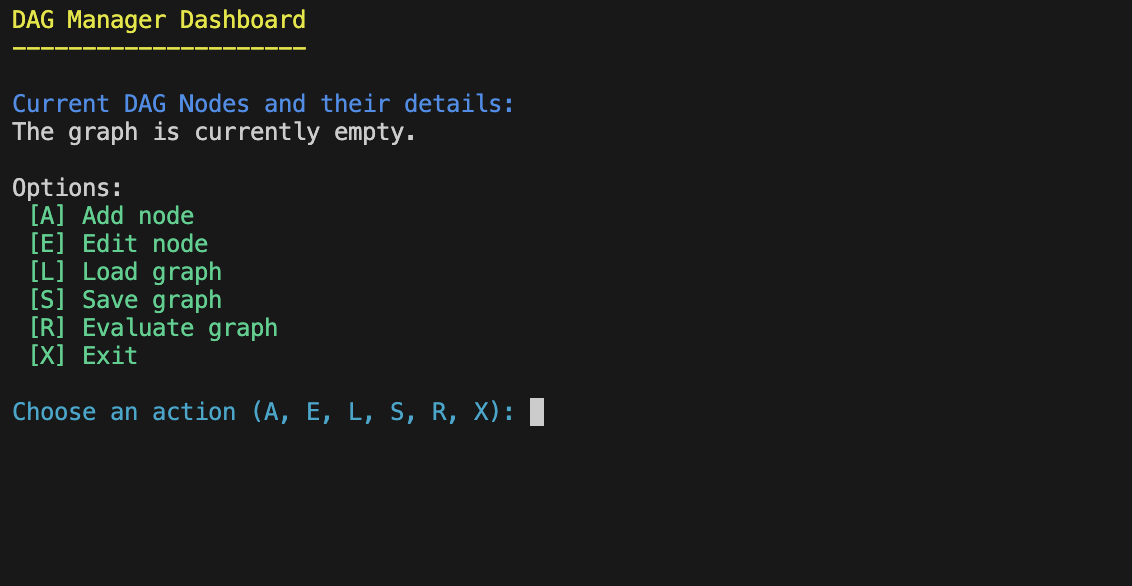 DAG Manager Dashboard
---------------------
Current DAG Nodes and their details:
The graph is currently empty.
Options:
[A] Add node
[E] Edit node
[L] Load graph
[S] Save graph
[R] Evaluate graph
[X] Exit
Choose an action (A, E, L, S, R, X):